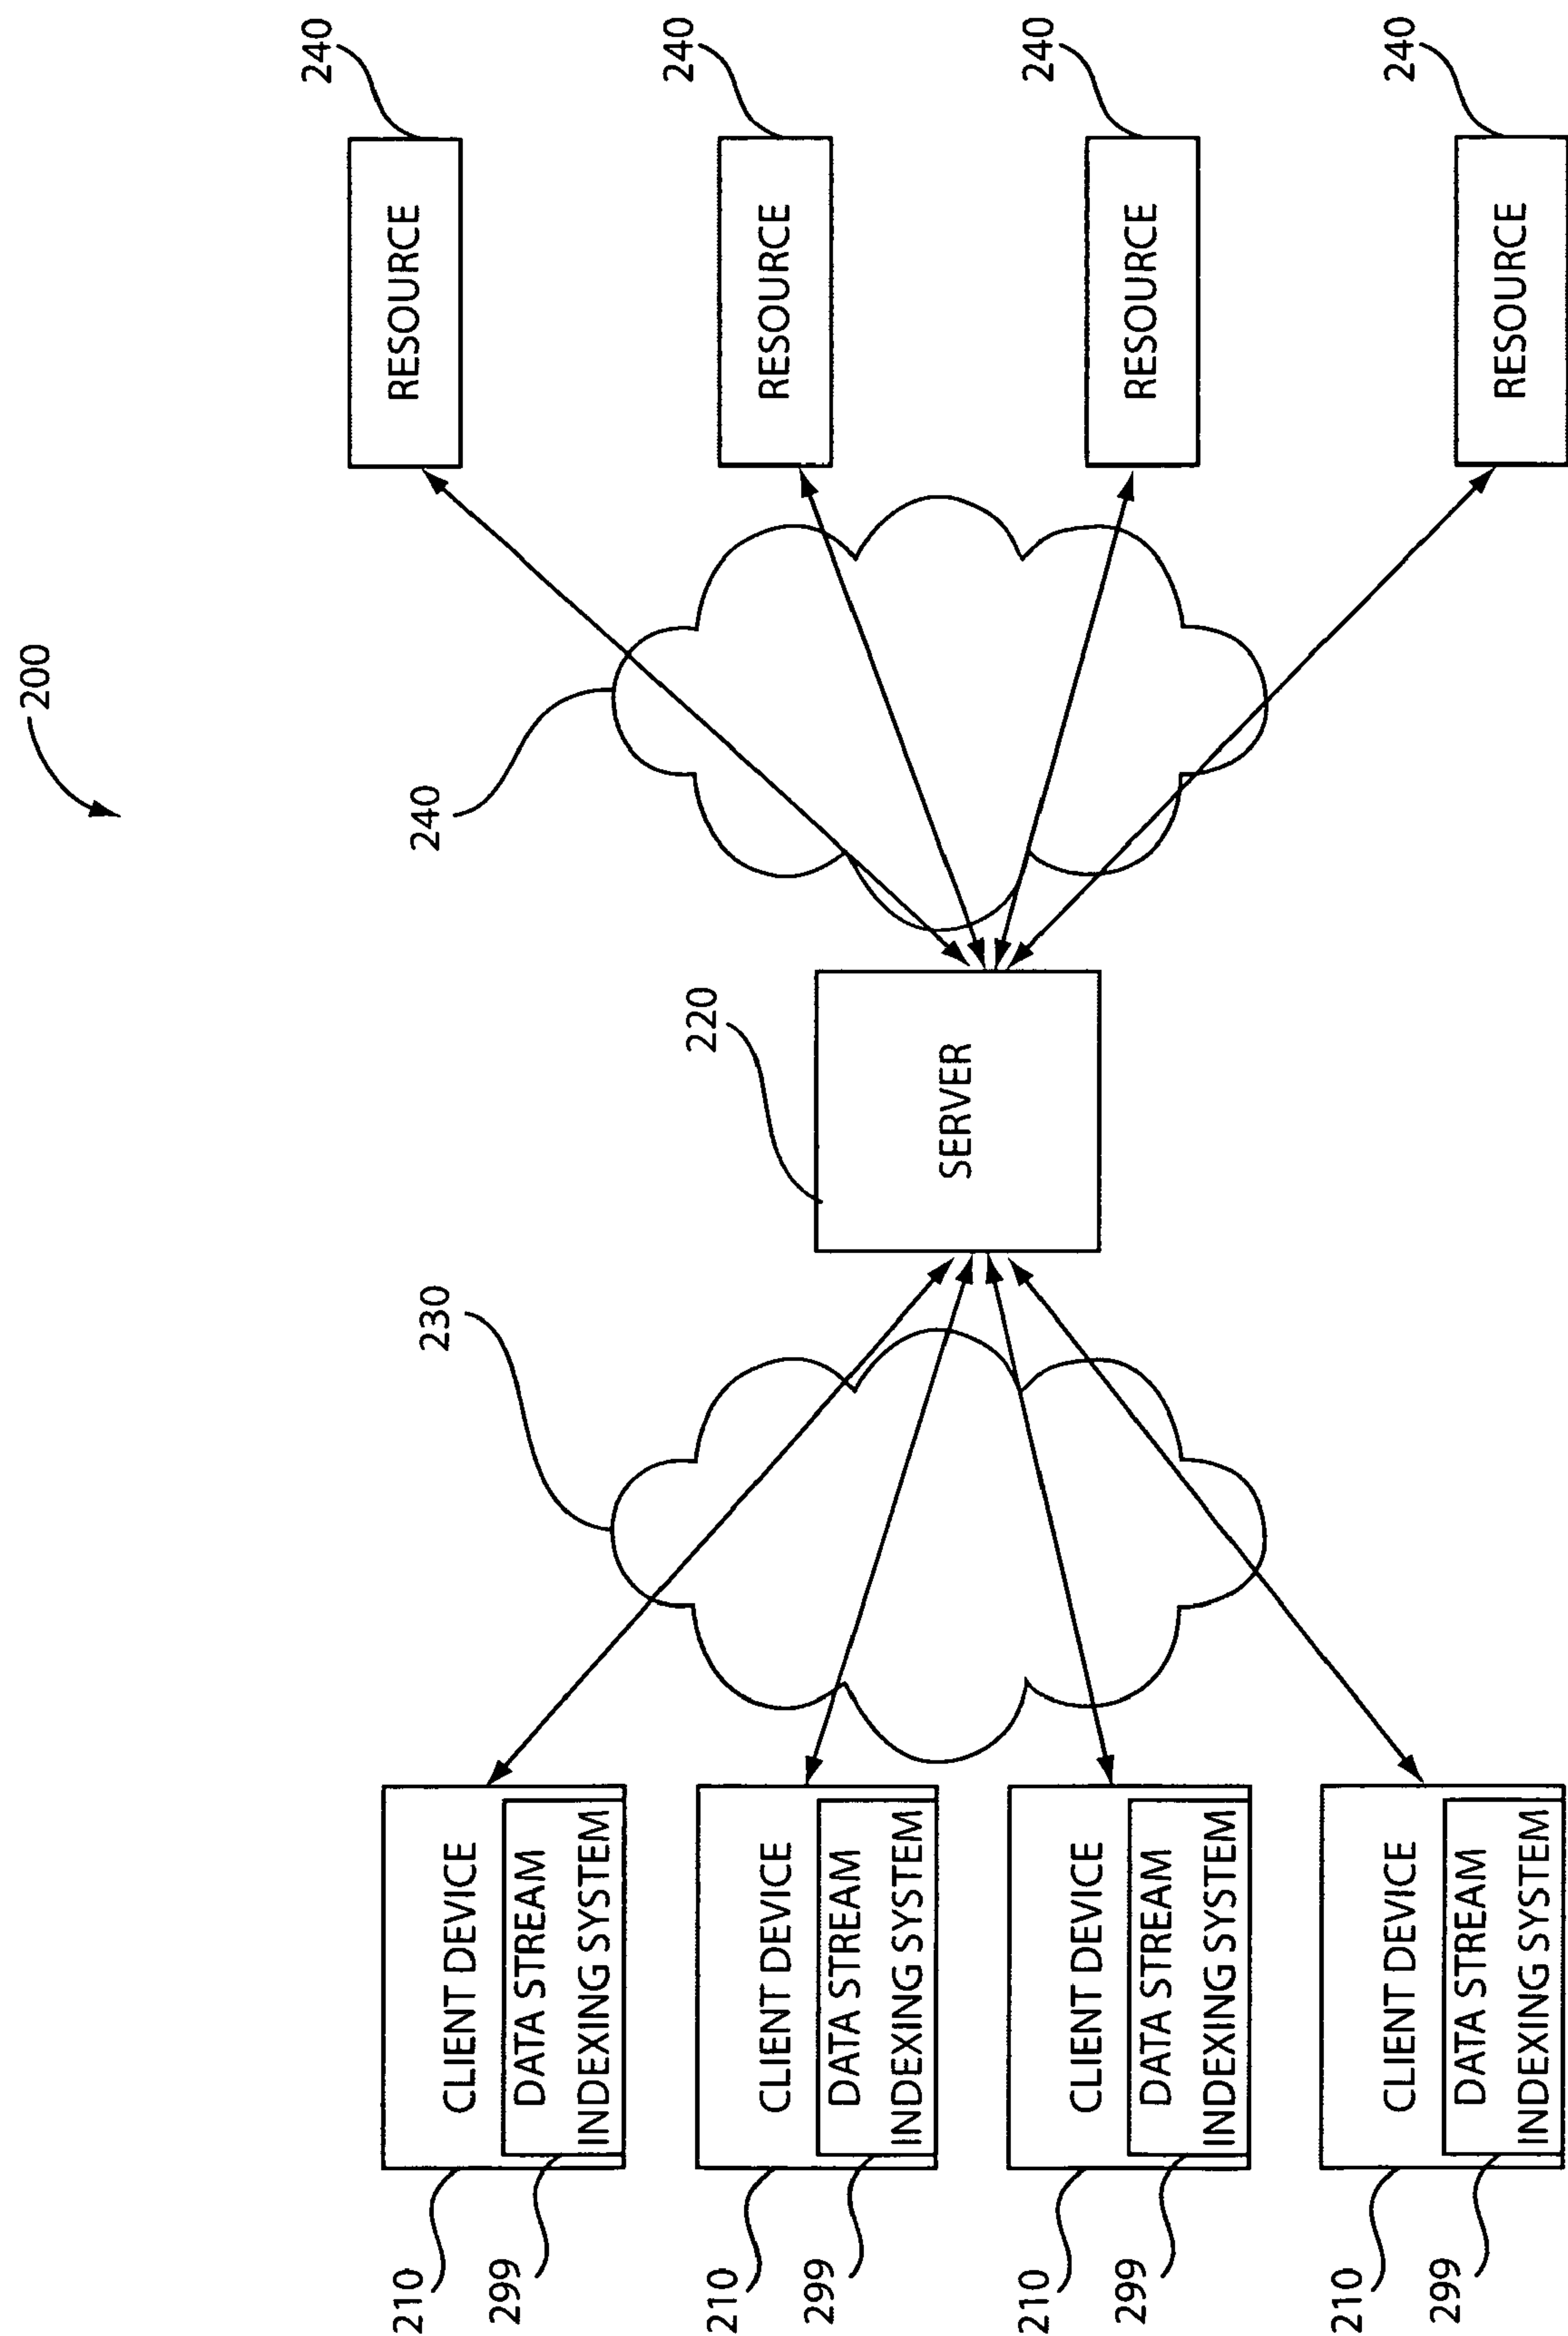 200
210
CLIENT DEVICE
299
DATA STREAM
INDEXING SYSTEM
210
CLIENT DEVICE
299
DATA STREAM
INDEXING SYSTEM
210
CLIENT DEVICE
299
DATA STREAM
INDEXING SYSTEM
210
CLIENT DEVICE
299
DATA STREAM
INDEXING SYSTEM
230
220
SERVER
240
240
RESOURCE
240
RESOURCE
240
RESOURCE
240
RESOURCE